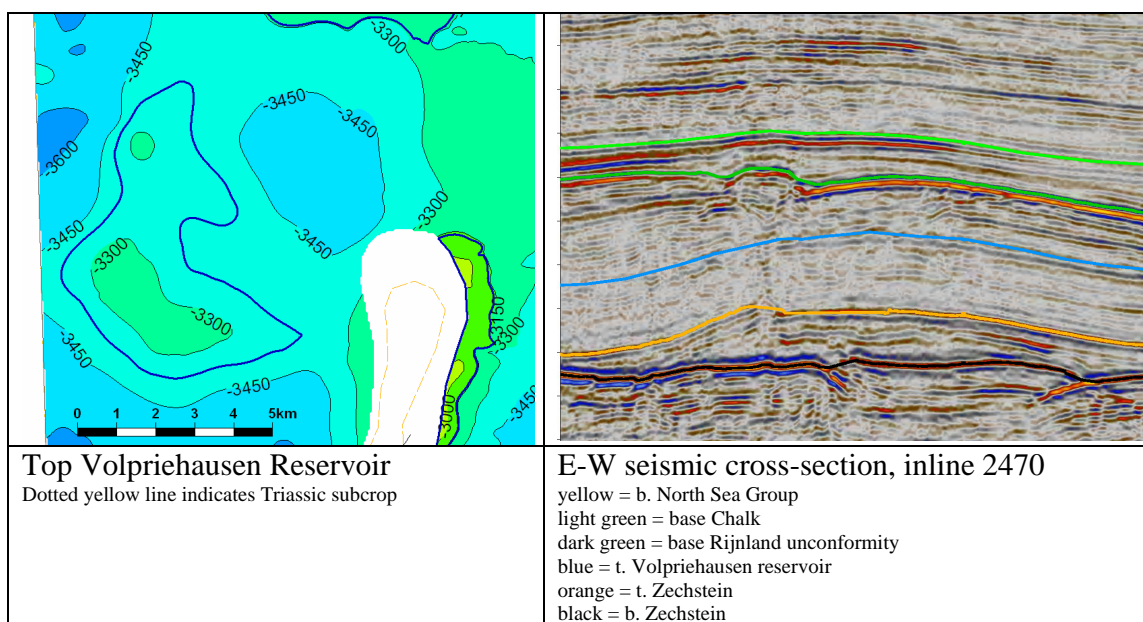 -3450
-3300
-3450
-3450
-3450
-3600
-3300
-3450
-3450
-3300
-3300
-3150
-3300
-3450
-3450
-3000
-3450
0 1 2 3 4 5km
Top Volpriehausen Reservoir
Dotted yellow line indicates Triassic subcrop
E-W seismic cross-section, inline 2470
yellow = b. North Sea Group
light green = base Chalk
dark green = base Rijnland unconformity
blue = t. Volpriehausen reservoir
orange = t. Zechstein
black = b. Zechstein